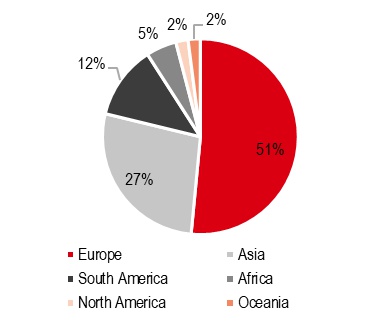 2%
2%
5%
12%
51%
27%
Europe
Asia
South America
Africa
North America
Oceania